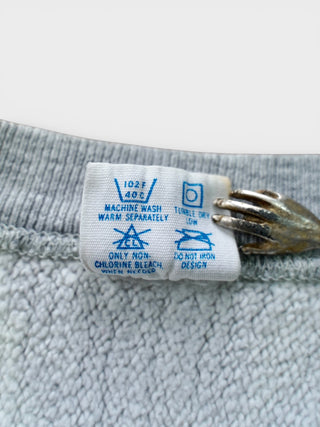 102F
40C
MACHINE WASH
WARM SEPARATELY
TUMBLE DRY
LOW
CL
ONLY NON-
CHLORINE BLEACH
WHEN NEEDED
DO NOT IRON
DESIGN